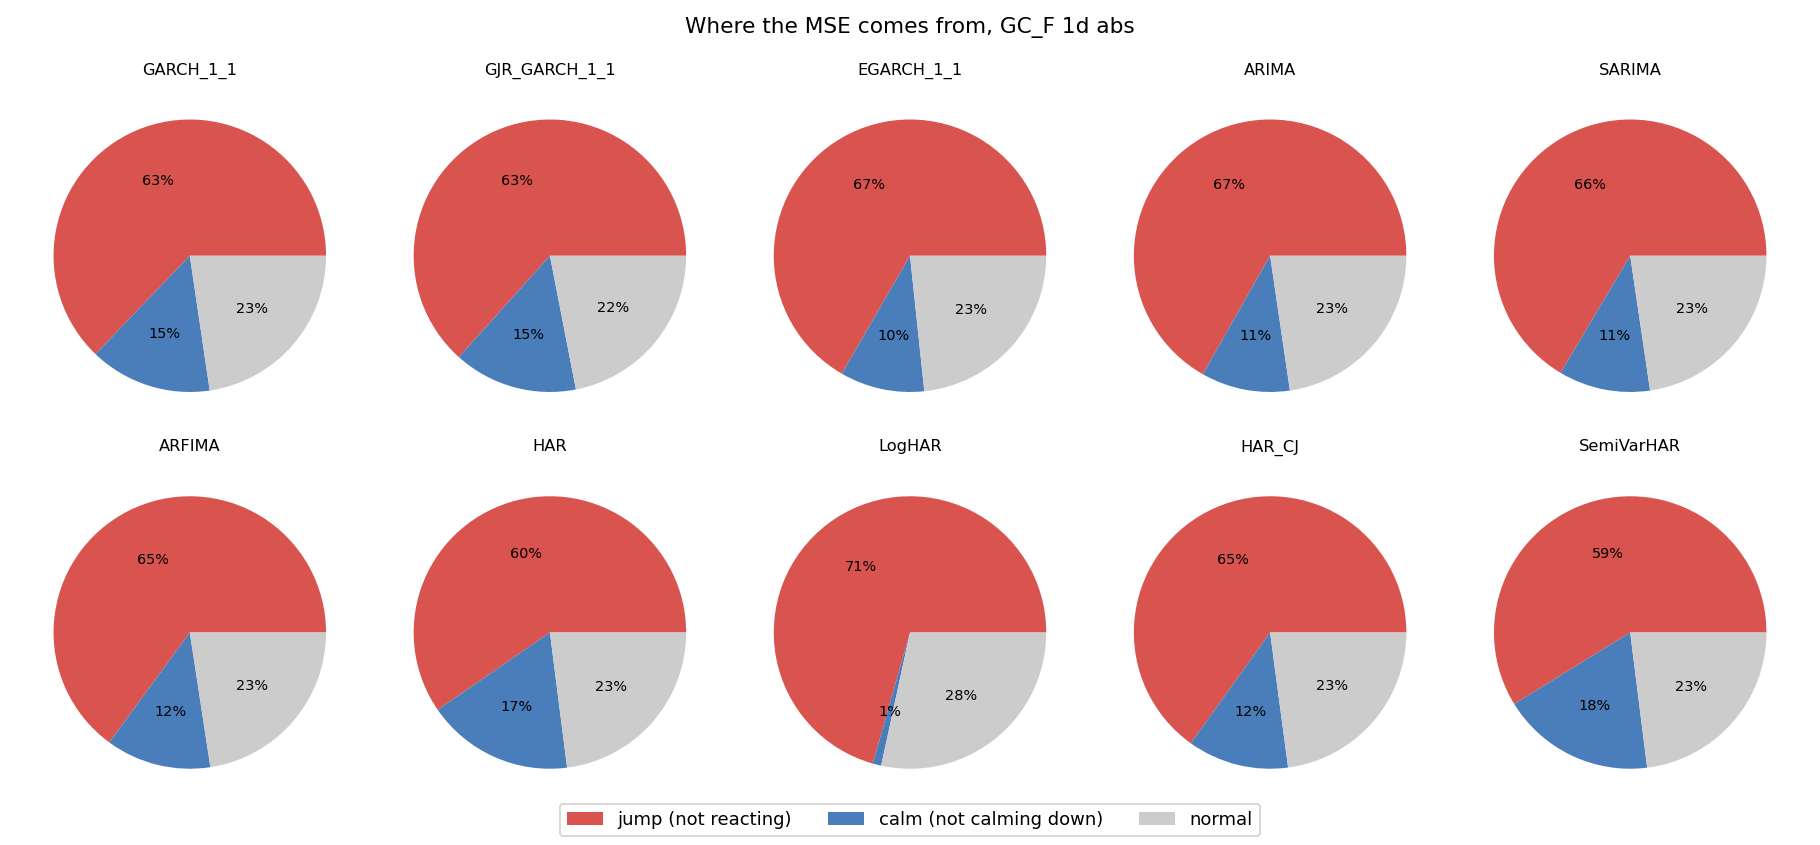 Where the MSE comes from, GC_F 1d abs
GARCH_1_1
GJR_GARCH_1_1
EGARCH_1_1
ARIMA
SARIMA
63%
15%
23%
63%
15%
22%
67%
10%
23%
67%
11%
23%
66%
11%
23%
ARFIMA
HAR
LogHAR
HAR_CJ
SemiVarHAR
65%
12%
23%
60%
17%
23%
71%
1%
28%
65%
12%
23%
59%
18%
23%
jump (not reacting)
calm (not calming down)
normal